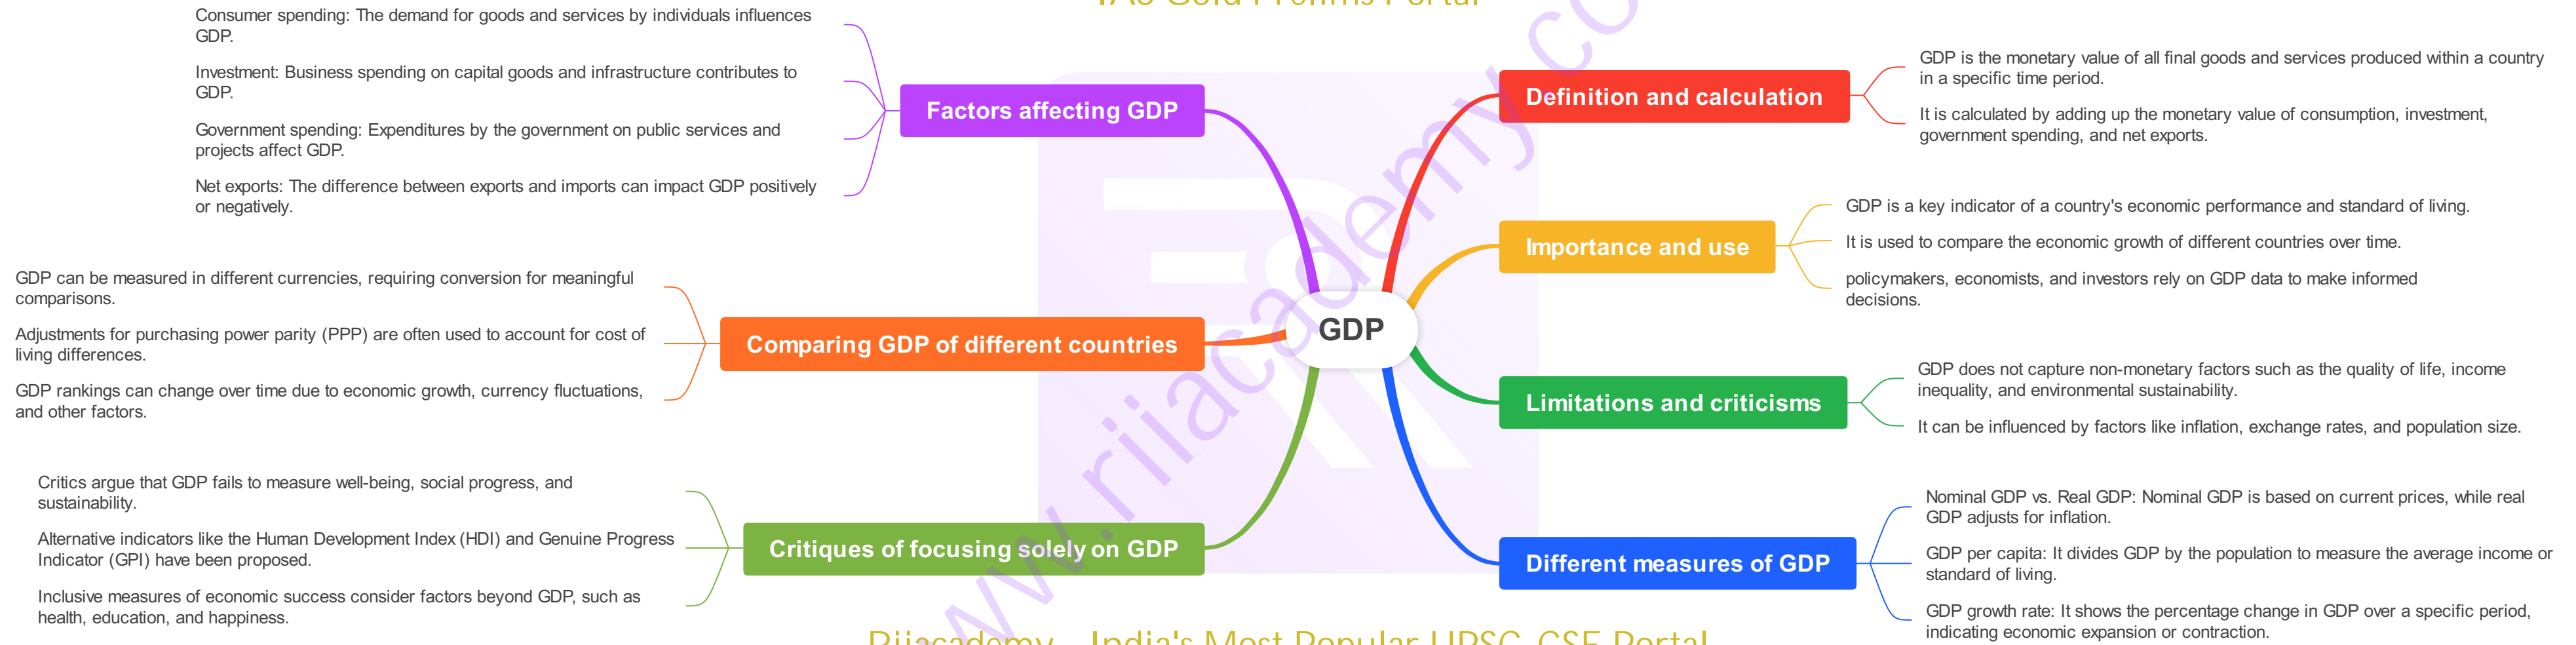 IAS Gold Prelims Portal
Consumer spending: The demand for goods and services by individuals influences
GDP.
Investment: Business spending on capital goods and infrastructure contributes to
GDP.
Government spending: Expenditures by the government on public services and
projects affect GDP.
Net exports: The difference between exports and imports can impact GDP positively
or negatively.
Factors affecting GDP
GDP can be measured in different currencies, requiring conversion for meaningful
comparisons.
Adjustments for purchasing power parity (PPP) are often used to account for cost of
living differences.
GDP rankings can change over time due to economic growth, currency fluctuations,
and other factors.
Comparing GDP of different countries
Critics argue that GDP fails to measure well-being, social progress, and
sustainability.
Alternative indicators like the Human Development Index (HDI) and Genuine Progress
Indicator (GPI) have been proposed.
Inclusive measures of economic success consider factors beyond GDP, such as
health, education, and happiness.
Critiques of focusing solely on GDP
GDP
Definition and calculation
GDP is the monetary value of all final goods and services produced within a country
in a specific time period.
It is calculated by adding up the monetary value of consumption, investment,
government spending, and net exports.
Importance and use
GDP is a key indicator of a country's economic performance and standard of living.
It is used to compare the economic growth of different countries over time.
policymakers, economists, and investors rely on GDP data to make informed
decisions.
Limitations and criticisms
GDP does not capture non-monetary factors such as the quality of life, income
inequality, and environmental sustainability.
It can be influenced by factors like inflation, exchange rates, and population size.
Different measures of GDP
Nominal GDP vs. Real GDP: Nominal GDP is based on current prices, while real
GDP adjusts for inflation.
GDP per capita: It divides GDP by the population to measure the average income or
standard of living.
GDP growth rate: It shows the percentage change in GDP over a specific period,
indicating economic expansion or contraction.
www.rijiacademy.co
Rijiacademy - India's Most Popular UPSC-CSE Portal